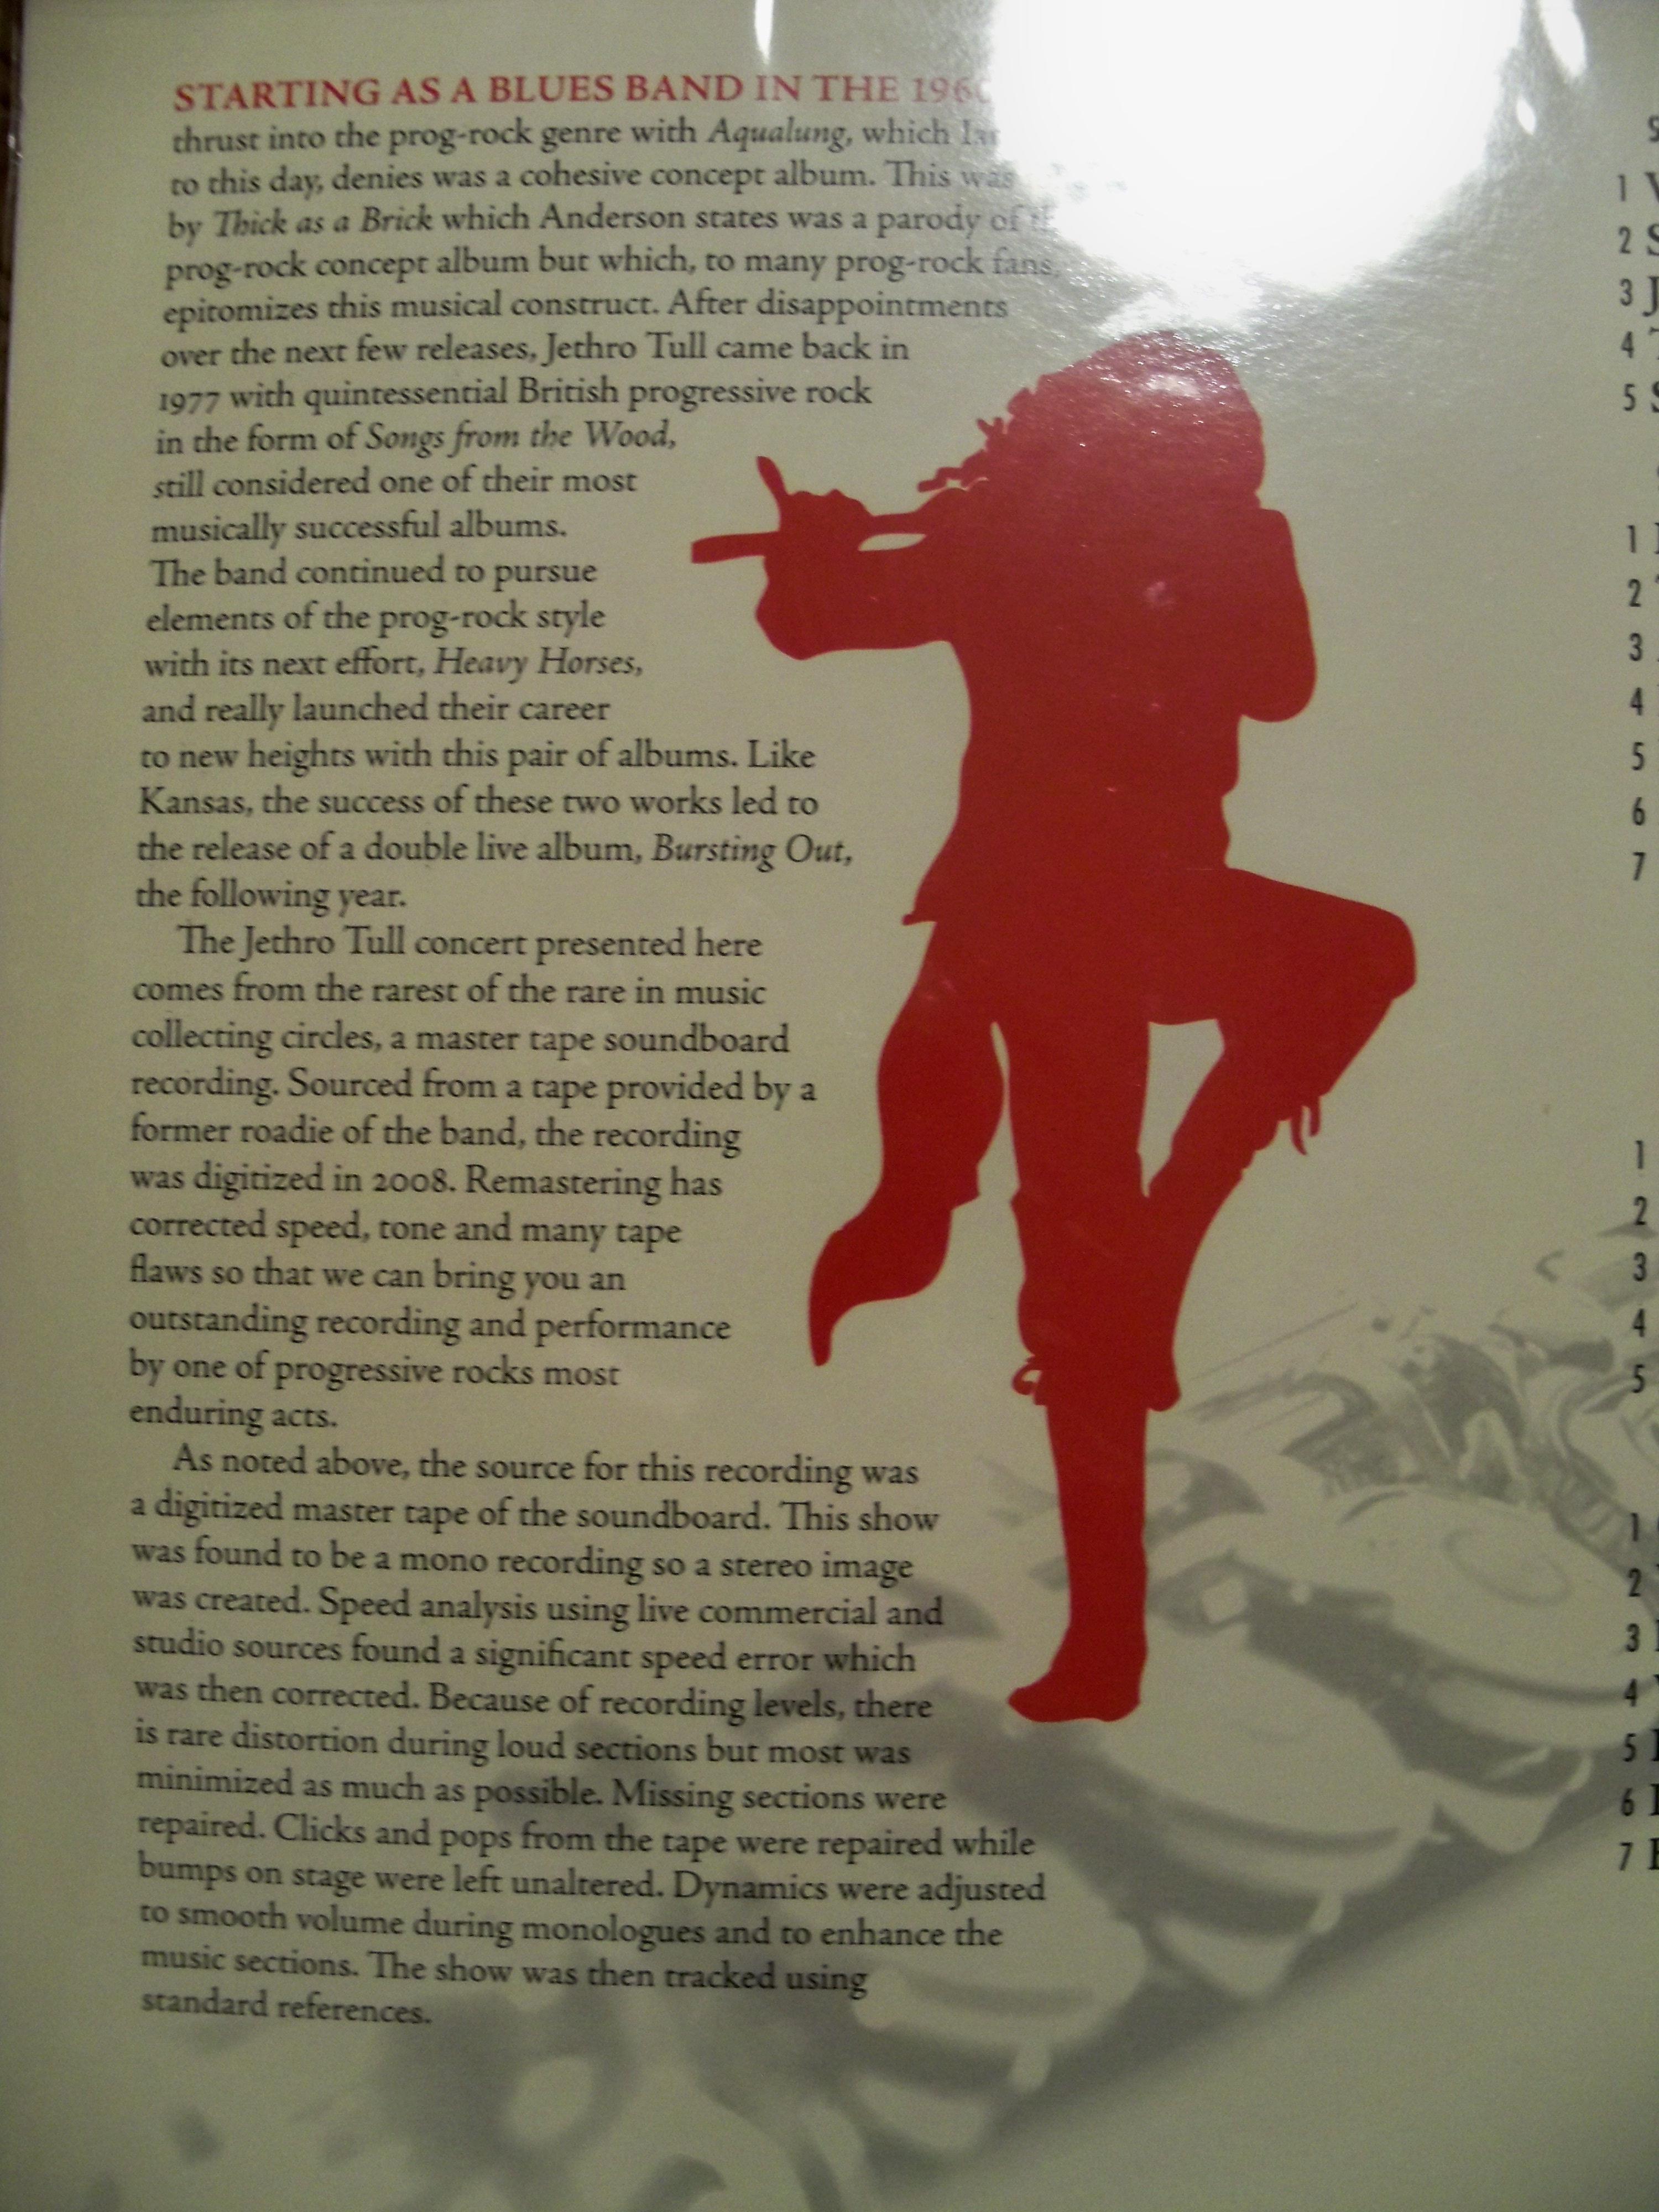 STARTING AS A BLUES BAND IN THE
thrust into the prog-rock genre with Aqualung, which
to this day, denies was a cohesive concept album. This was
by Thick as a Brick which Anderson states was a parody of
prog-rock concept album but which, to many prog-rock fans,
epitomizes this musical construct. After disappointments
over the next few releases, Jethro Tull came back in
1977 with quintessential British progressive rock
in the form of Songs from the Wood,
still considered one of their most
musically successful albums.
The band continued to pursue
elements of the prog-rock style
with its next effort, Heavy Horses,
and really launched their career
to new heights with this pair of albums. Like
Kansas, the success of these two works led to
the release of a double live album, Bursting Out,
the following year.
The Jethro Tull concert presented here
comes from the rarest of the rare in music
collecting circles, a master tape soundboard
recording. Sourced from a tape provided by a
former roadie of the band, the recording
was digitized in 2008. Remastering has
corrected speed, tone and many tape
flaws so that we can bring you an
outstanding recording and performance
by one of progressive rocks most
enduring acts.
As noted above, the source for this recording was
a digitized master tape of the soundboard. This show
was found to be a mono recording so a stereo image
was created. Speed analysis using live commercial and
studio sources found a significant speed error which
was then corrected. Because of recording levels, there
is rare distortion during loud sections but most was
minimized as much as possible. Missing sections were
repaired. Clicks and pops from the tape were repaired while
bumps on stage were left unaltered. Dynamics were adjusted
to smooth volume during monologues and to enhance the
music sections. The show was then tracked using
standard references.
1
2
3
4
5
1
2
3
4
5
6
7
1
2
3
4
5
1
2
3
4
5
6
7